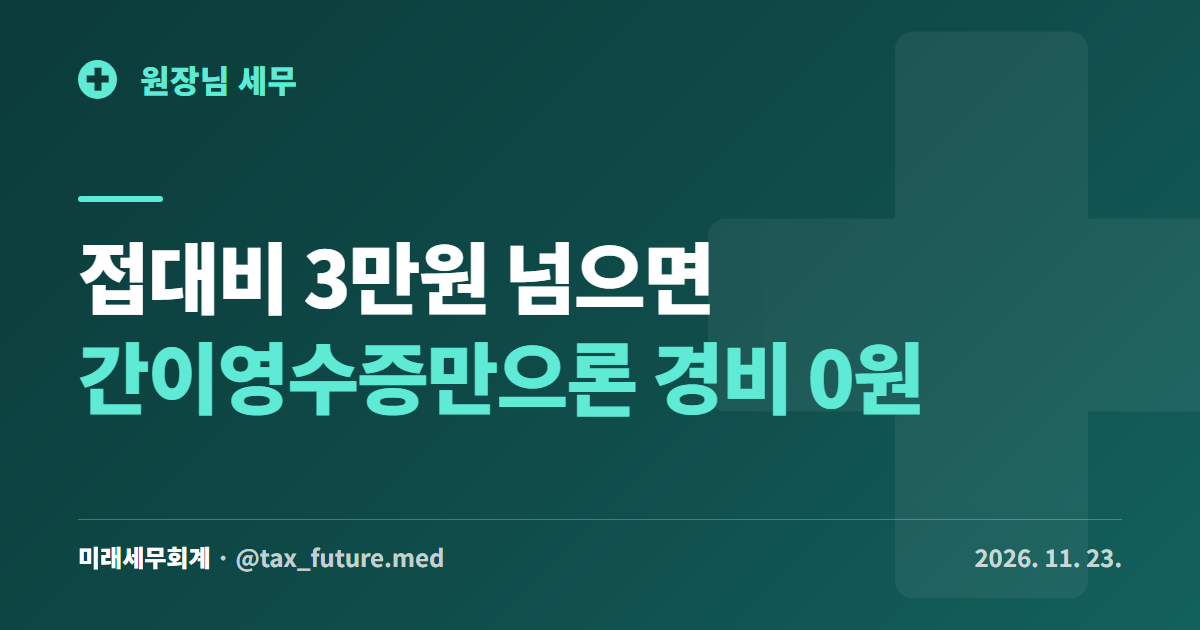 원장님 세무
접대비 3만원 넘으면
간이영수증만으론 경비 0원
미래세무회계 · @tax_future.med
2026. 11. 23.